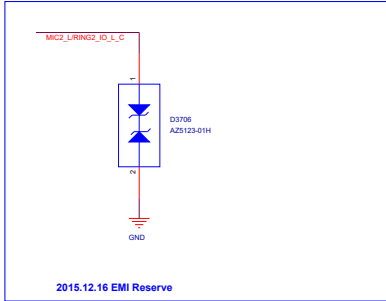 MIC2_L/RING2_IO_L_C
1
D3706
AZ5123-01H
2
GND
2015.12.16 EMI Reserve